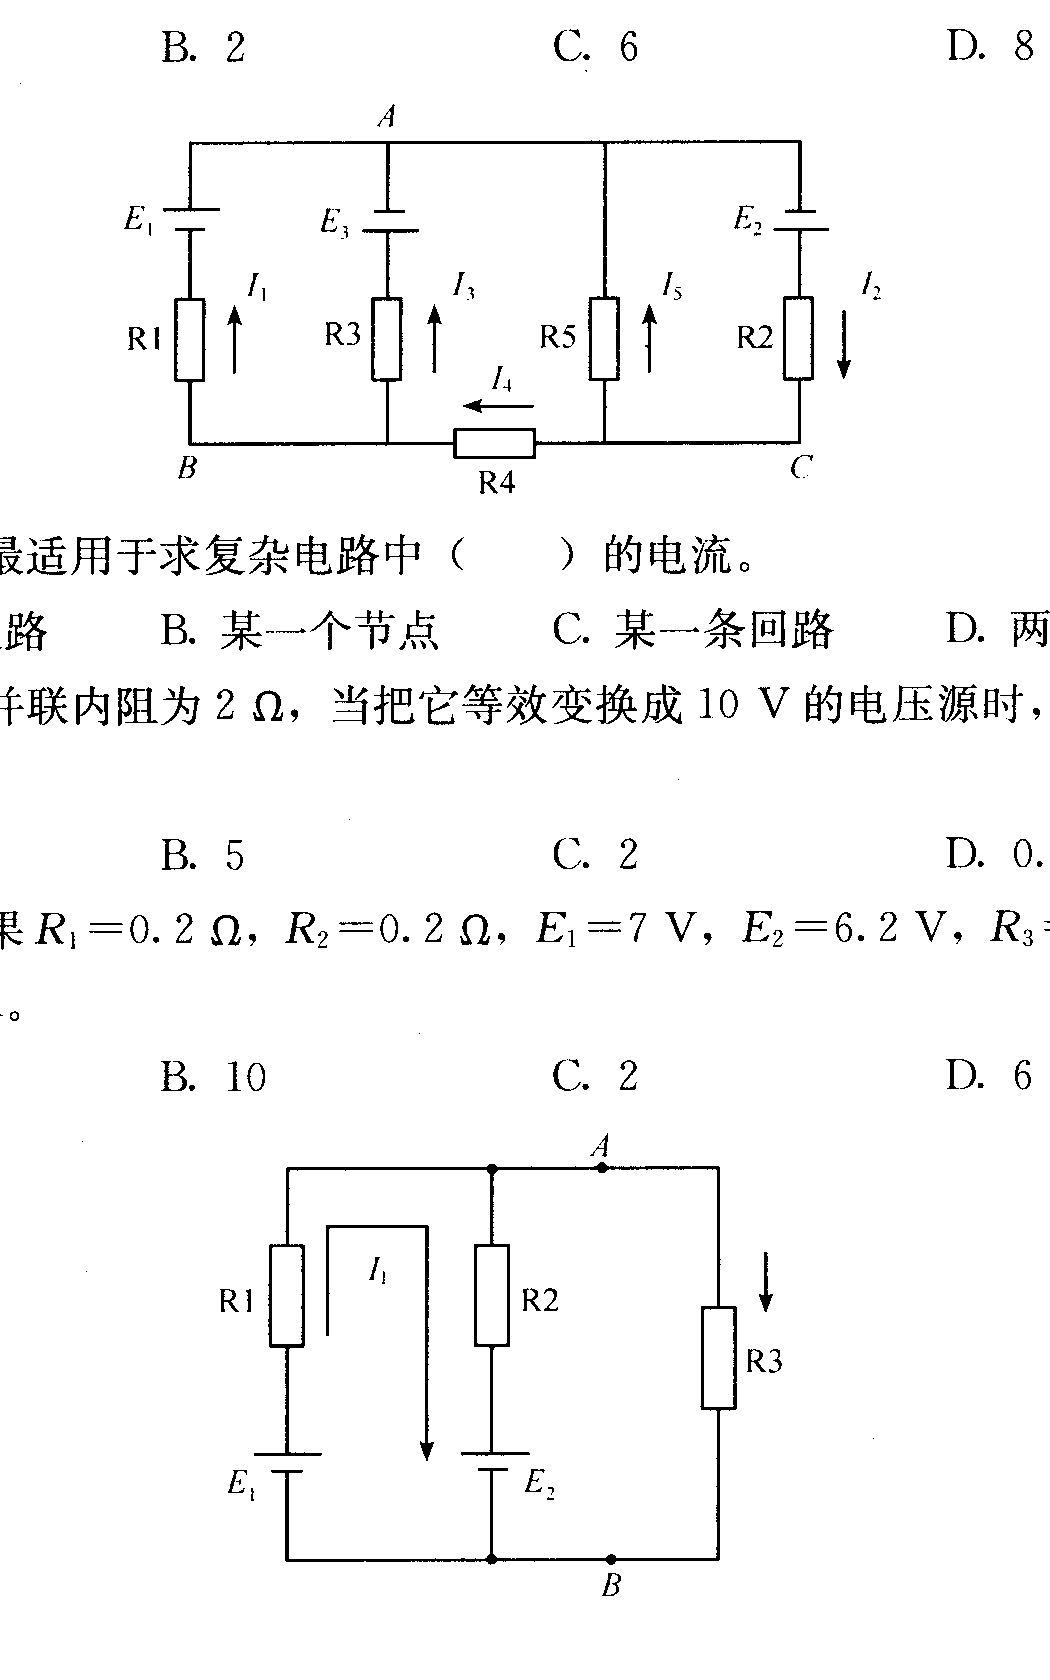 B. 2 C. 6 D. 8
A
E₁ E₃ E₂
I₁ I₃ I₅ I₂
R1 R3 R5 R2
I₄
B C
R4
最适用于求复杂电路中（　　）的电流。
路 B. 某一个节点 C. 某一条回路 D. 两
并联内阻为 2 Ω，当把它等效变换成 10 V 的电压源时，
B. 5 C. 2 D. 0.
果 R₁=0. 2 Ω，R₂=0. 2 Ω，E₁=7 V，E₂=6. 2 V，R₃=
。
B. 10 C. 2 D. 6
A
I₁
R1 R2
R3
E₁ E₂
B